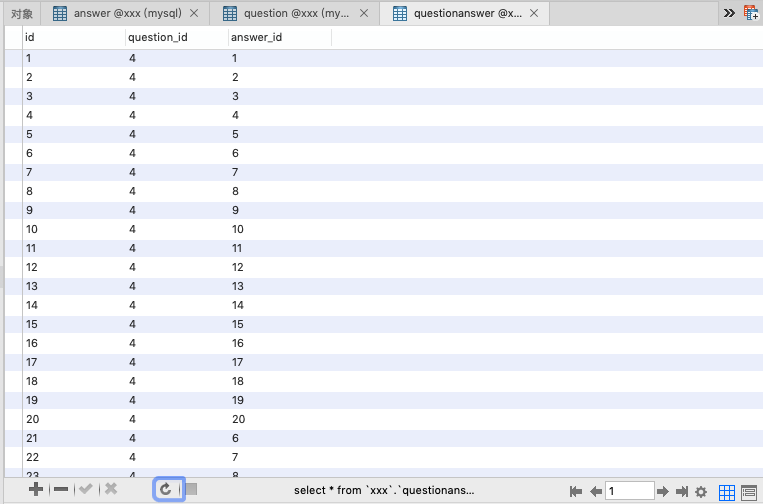 对象 answer @xxx (mysql) question @xxx (my... questionanswer @x...
id question_id answer_id
1 4 1
2 4 2
3 4 3
4 4 4
5 4 5
6 4 6
7 4 7
8 4 8
9 4 9
10 4 10
11 4 11
12 4 12
13 4 13
14 4 14
15 4 15
16 4 16
17 4 17
18 4 18
19 4 19
20 4 20
21 4 6
22 4 7
23 4 8
select * from `xxx`.`questionans... 1